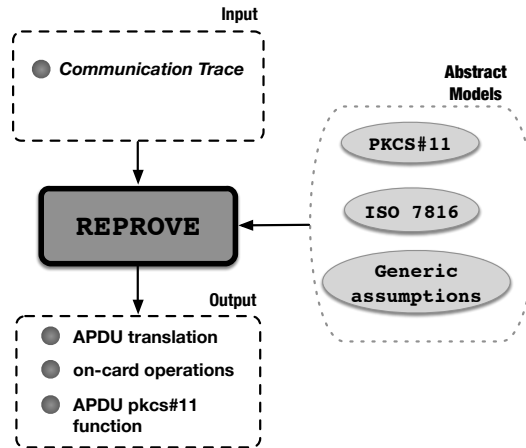 Input
Communication Trace
Abstract
Models
PKCS#11
ISO 7816
Generic
assumptions
REPROVE
Output
APDU translation
on-card operations
APDU pkcs#11
function